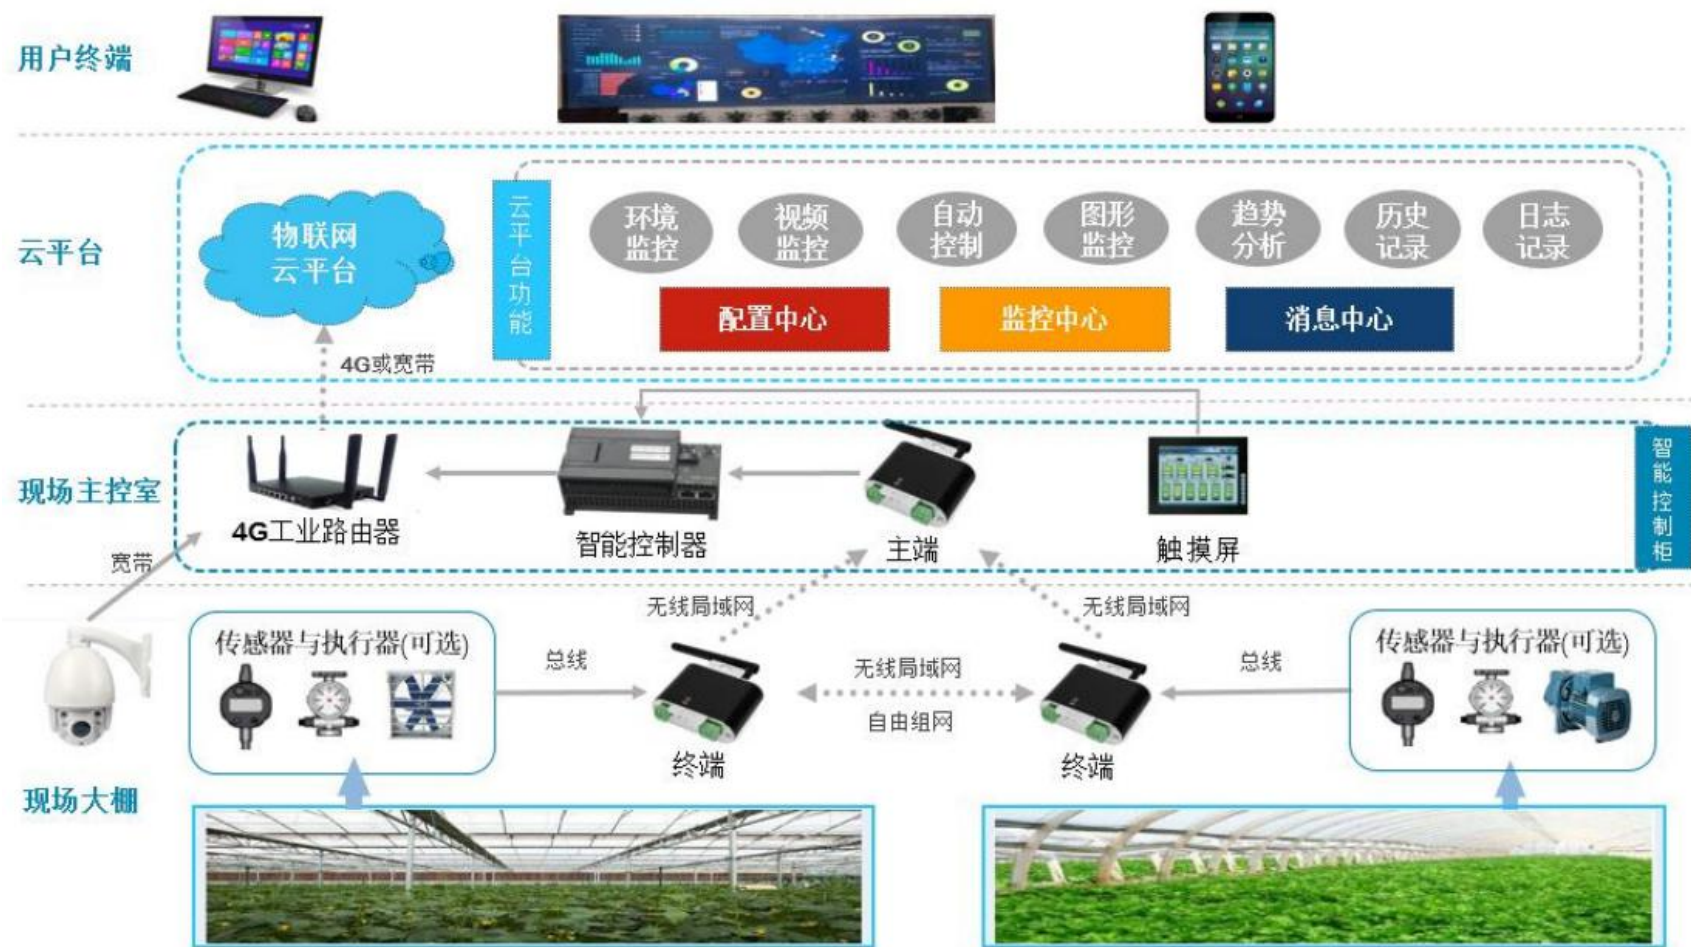 用户终端
云平台
物联网
云平台
云平台功能
环境
监控
视频
监控
自动
控制
图形
监控
趋势
分析
历史
记录
日志
记录
配置中心
监控中心
消息中心
4G或宽带
现场主控室
4G工业路由器
智能控制器
主端
触摸屏
智能控制柜
宽带
无线局域网
无线局域网
传感器与执行器(可选)
总线
无线局域网
自由组网
总线
传感器与执行器(可选)
终端
终端
现场大棚